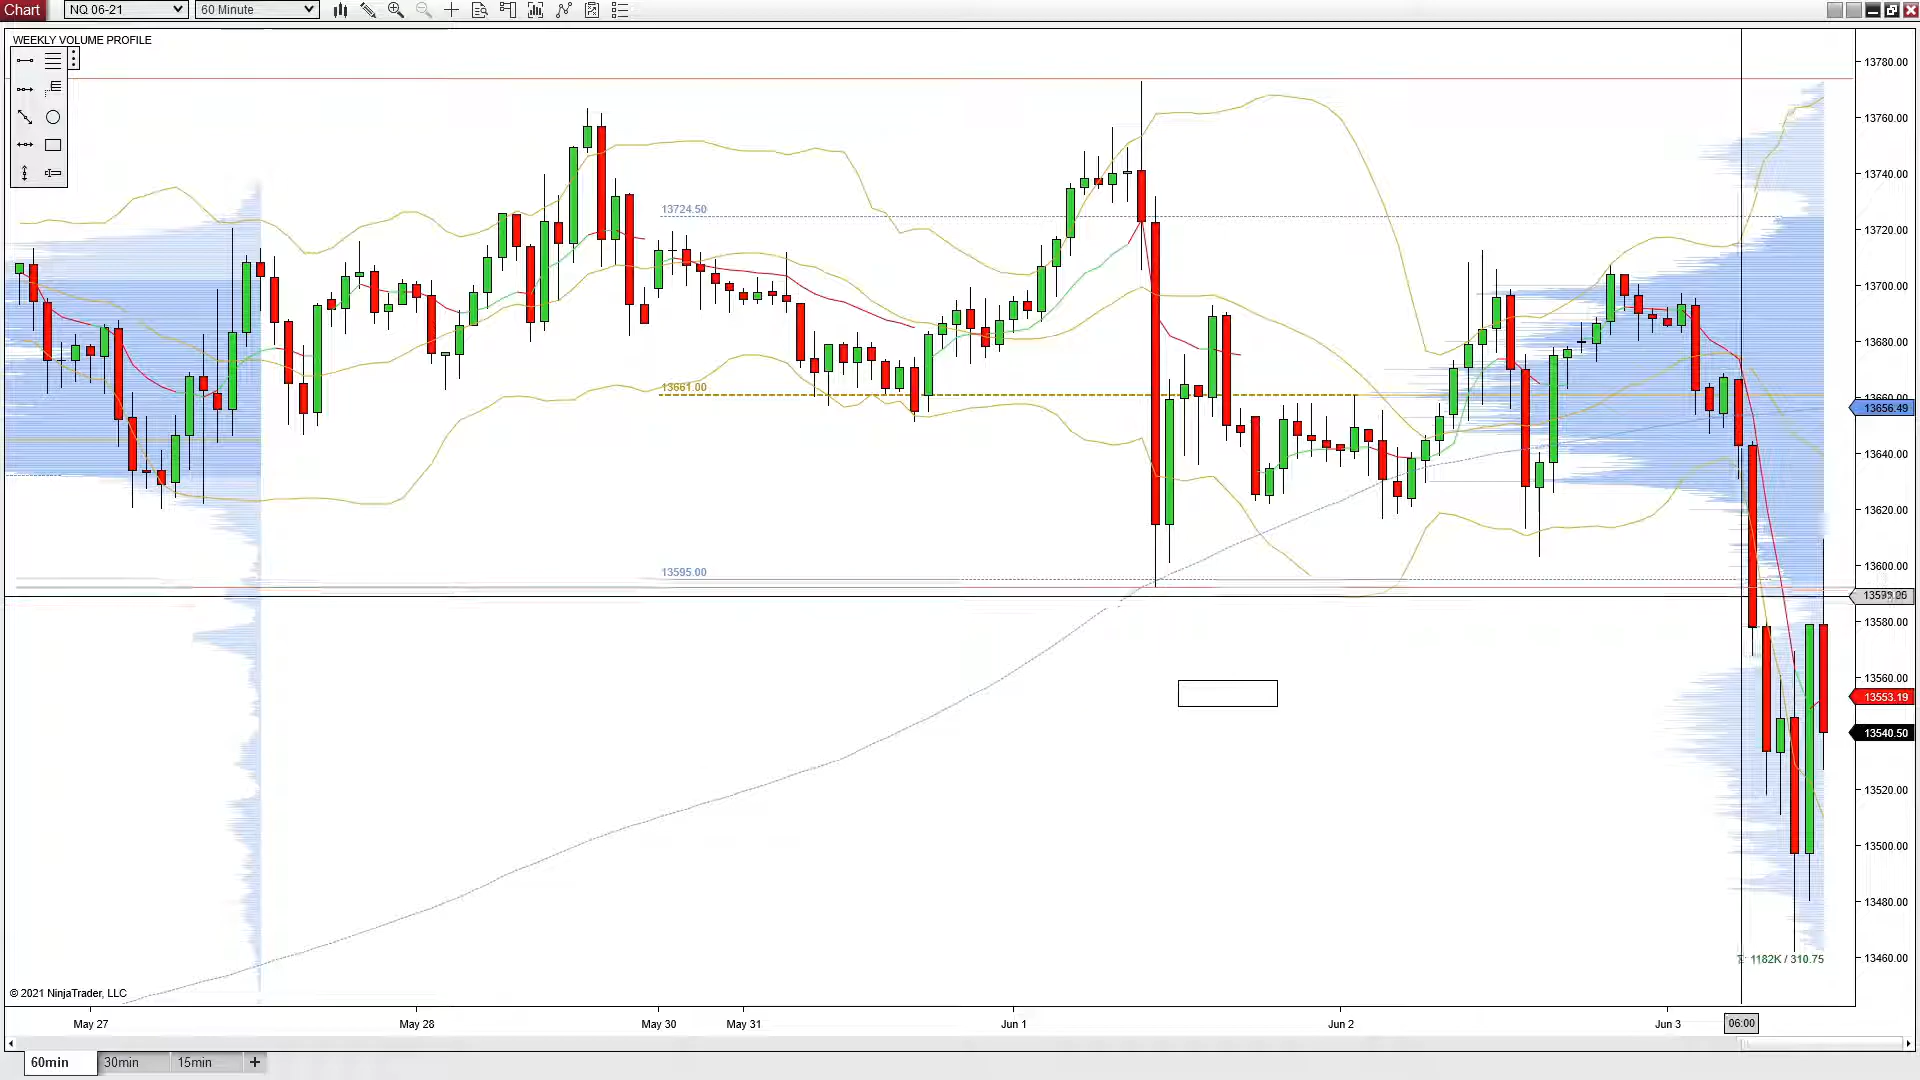 Chart
NQ 06-21
60 Minute
WEEKLY VOLUME PROFILE
13780.00
13760.00
13740.00
13724.50
13720.00
13700.00
13680.00
13661.00
13660.00
13656.49
13640.00
13620.00
13600.00
13595.00
13580.00
13560.00
13553.19
13540.50
13520.00
13500.00
13480.00
13460.00
Σ 1182K / 310.75
© 2021 NinjaTrader, LLC
May 27
May 28
May 30
May 31
Jun 1
Jun 2
Jun 3
06:00
60min
30min
15min
+